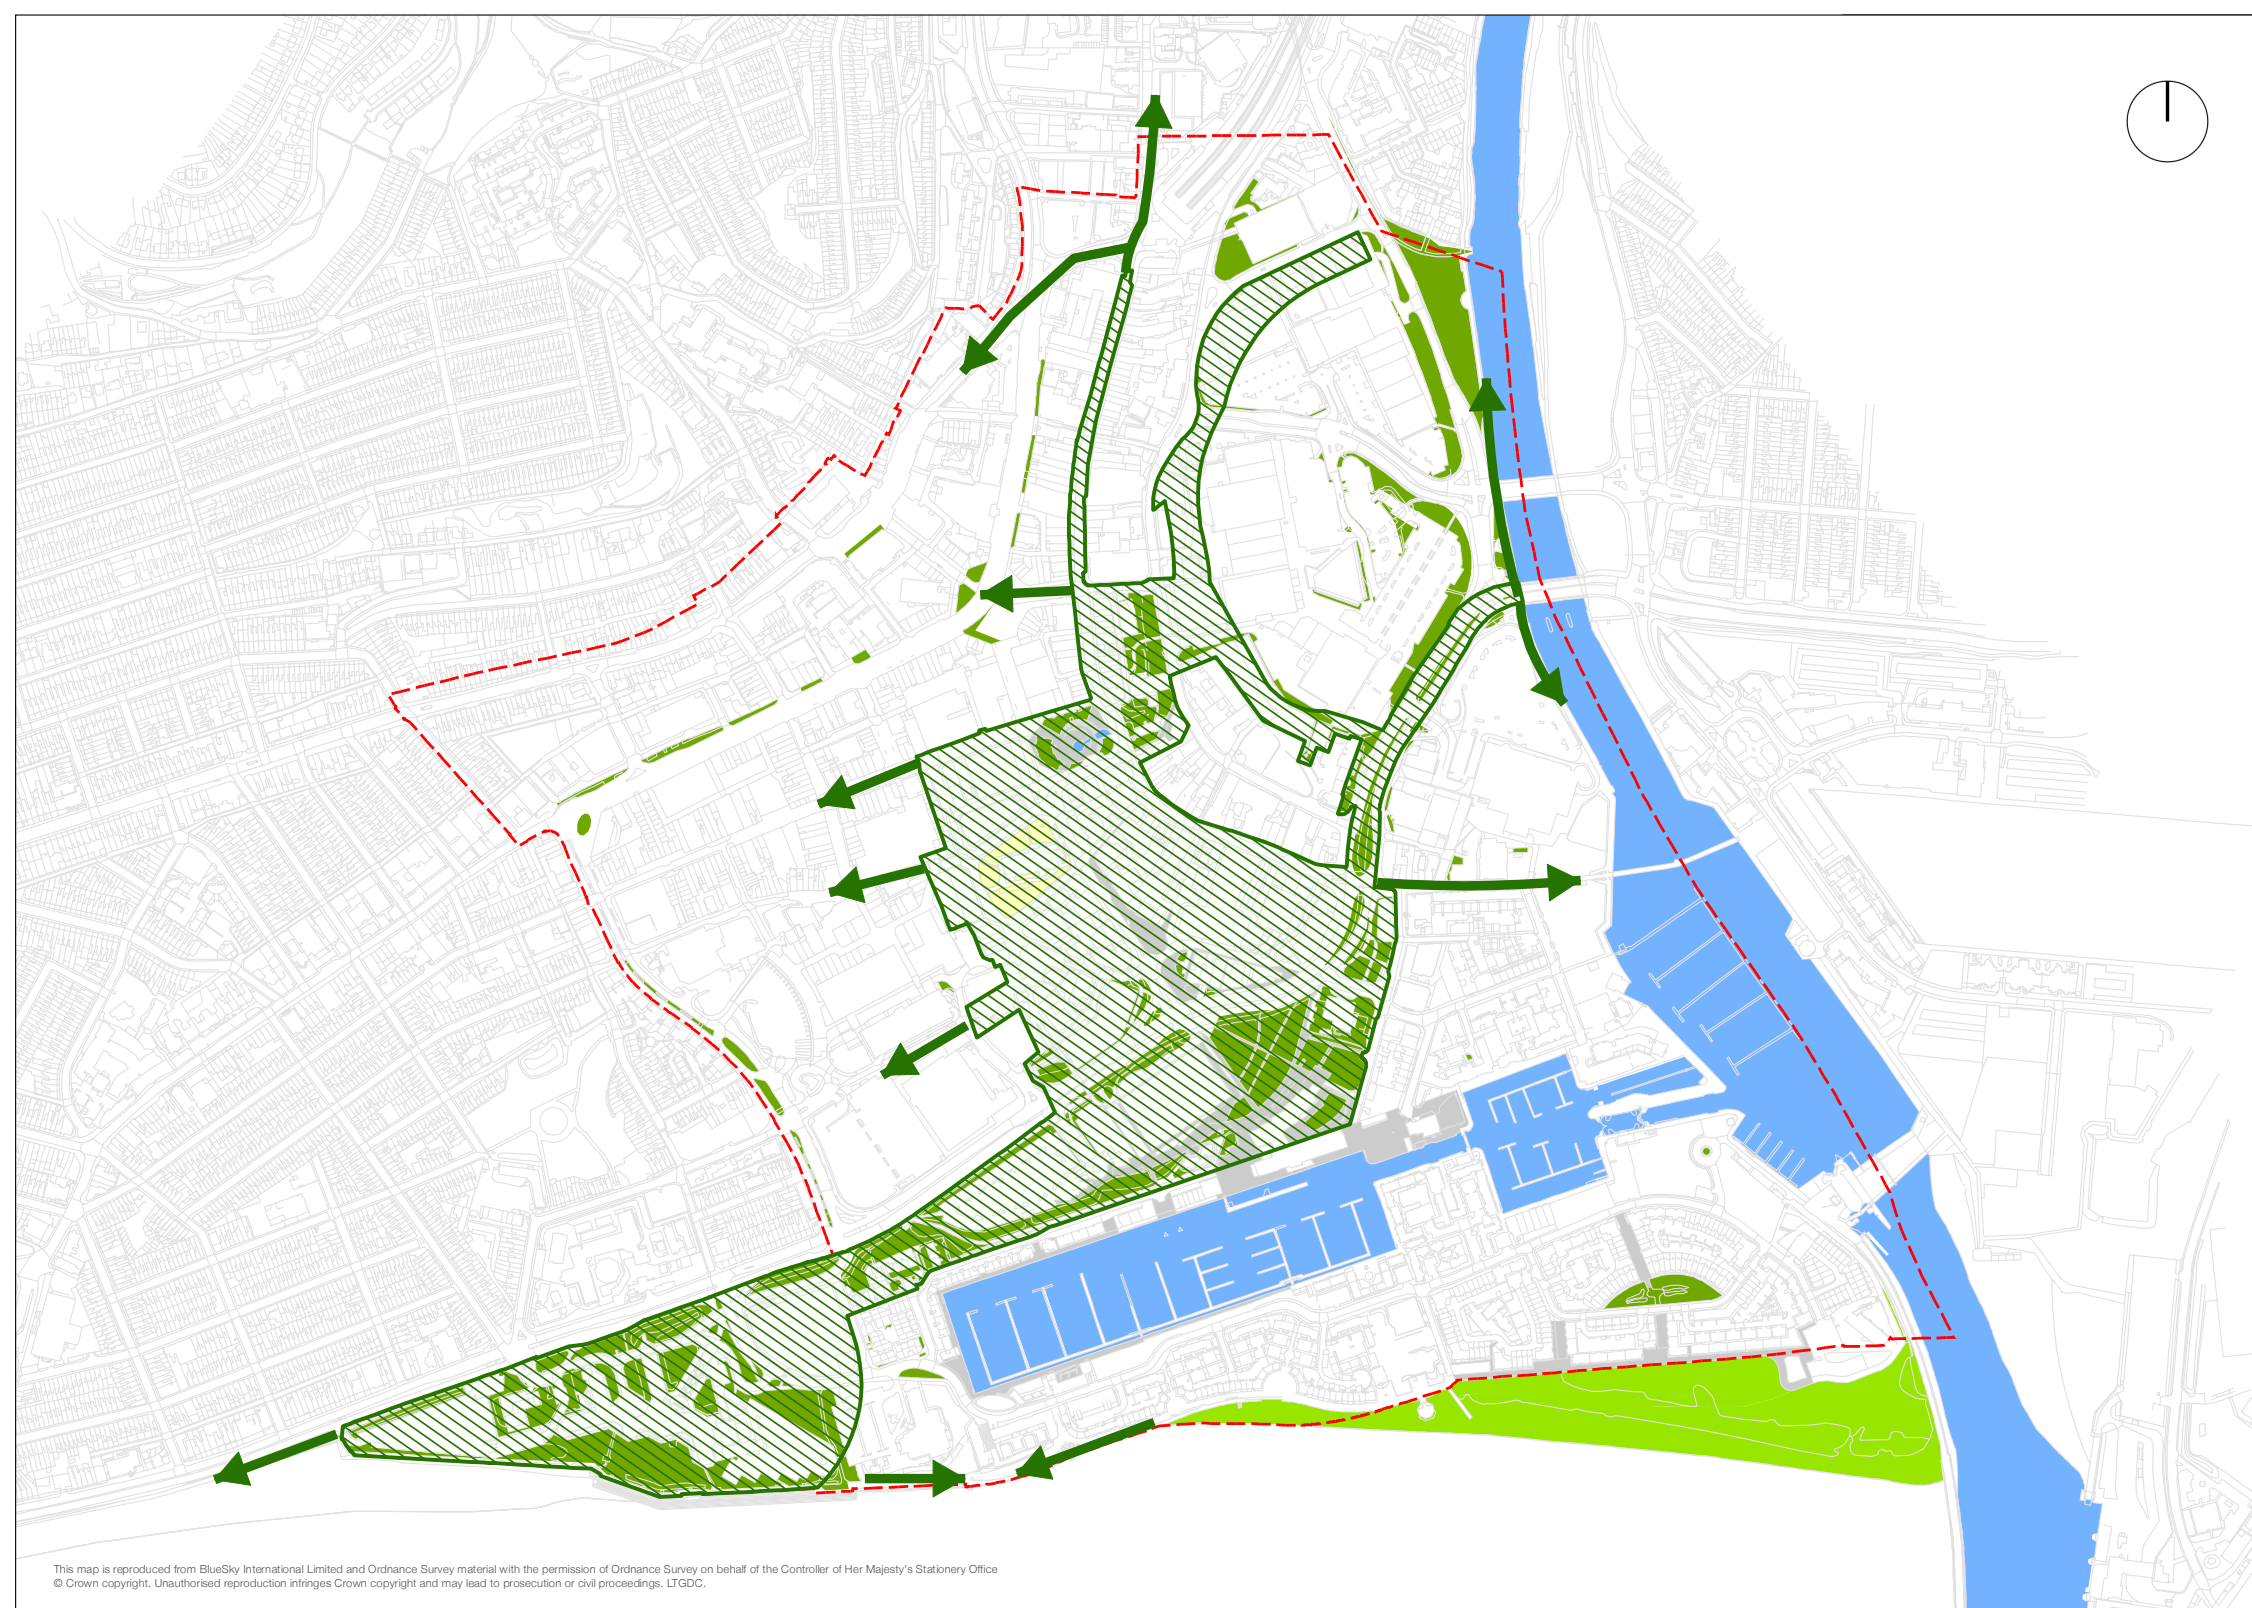 This map is reproduced from BlueSky International Limited and Ordnance Survey material with the permission of Ordnance Survey on behalf of the Controller of Her Majesty's Stationery Office
© Crown copyright. Unauthorised reproduction infringes Crown copyright and may lead to prosecution or civil proceedings. LTGDC.